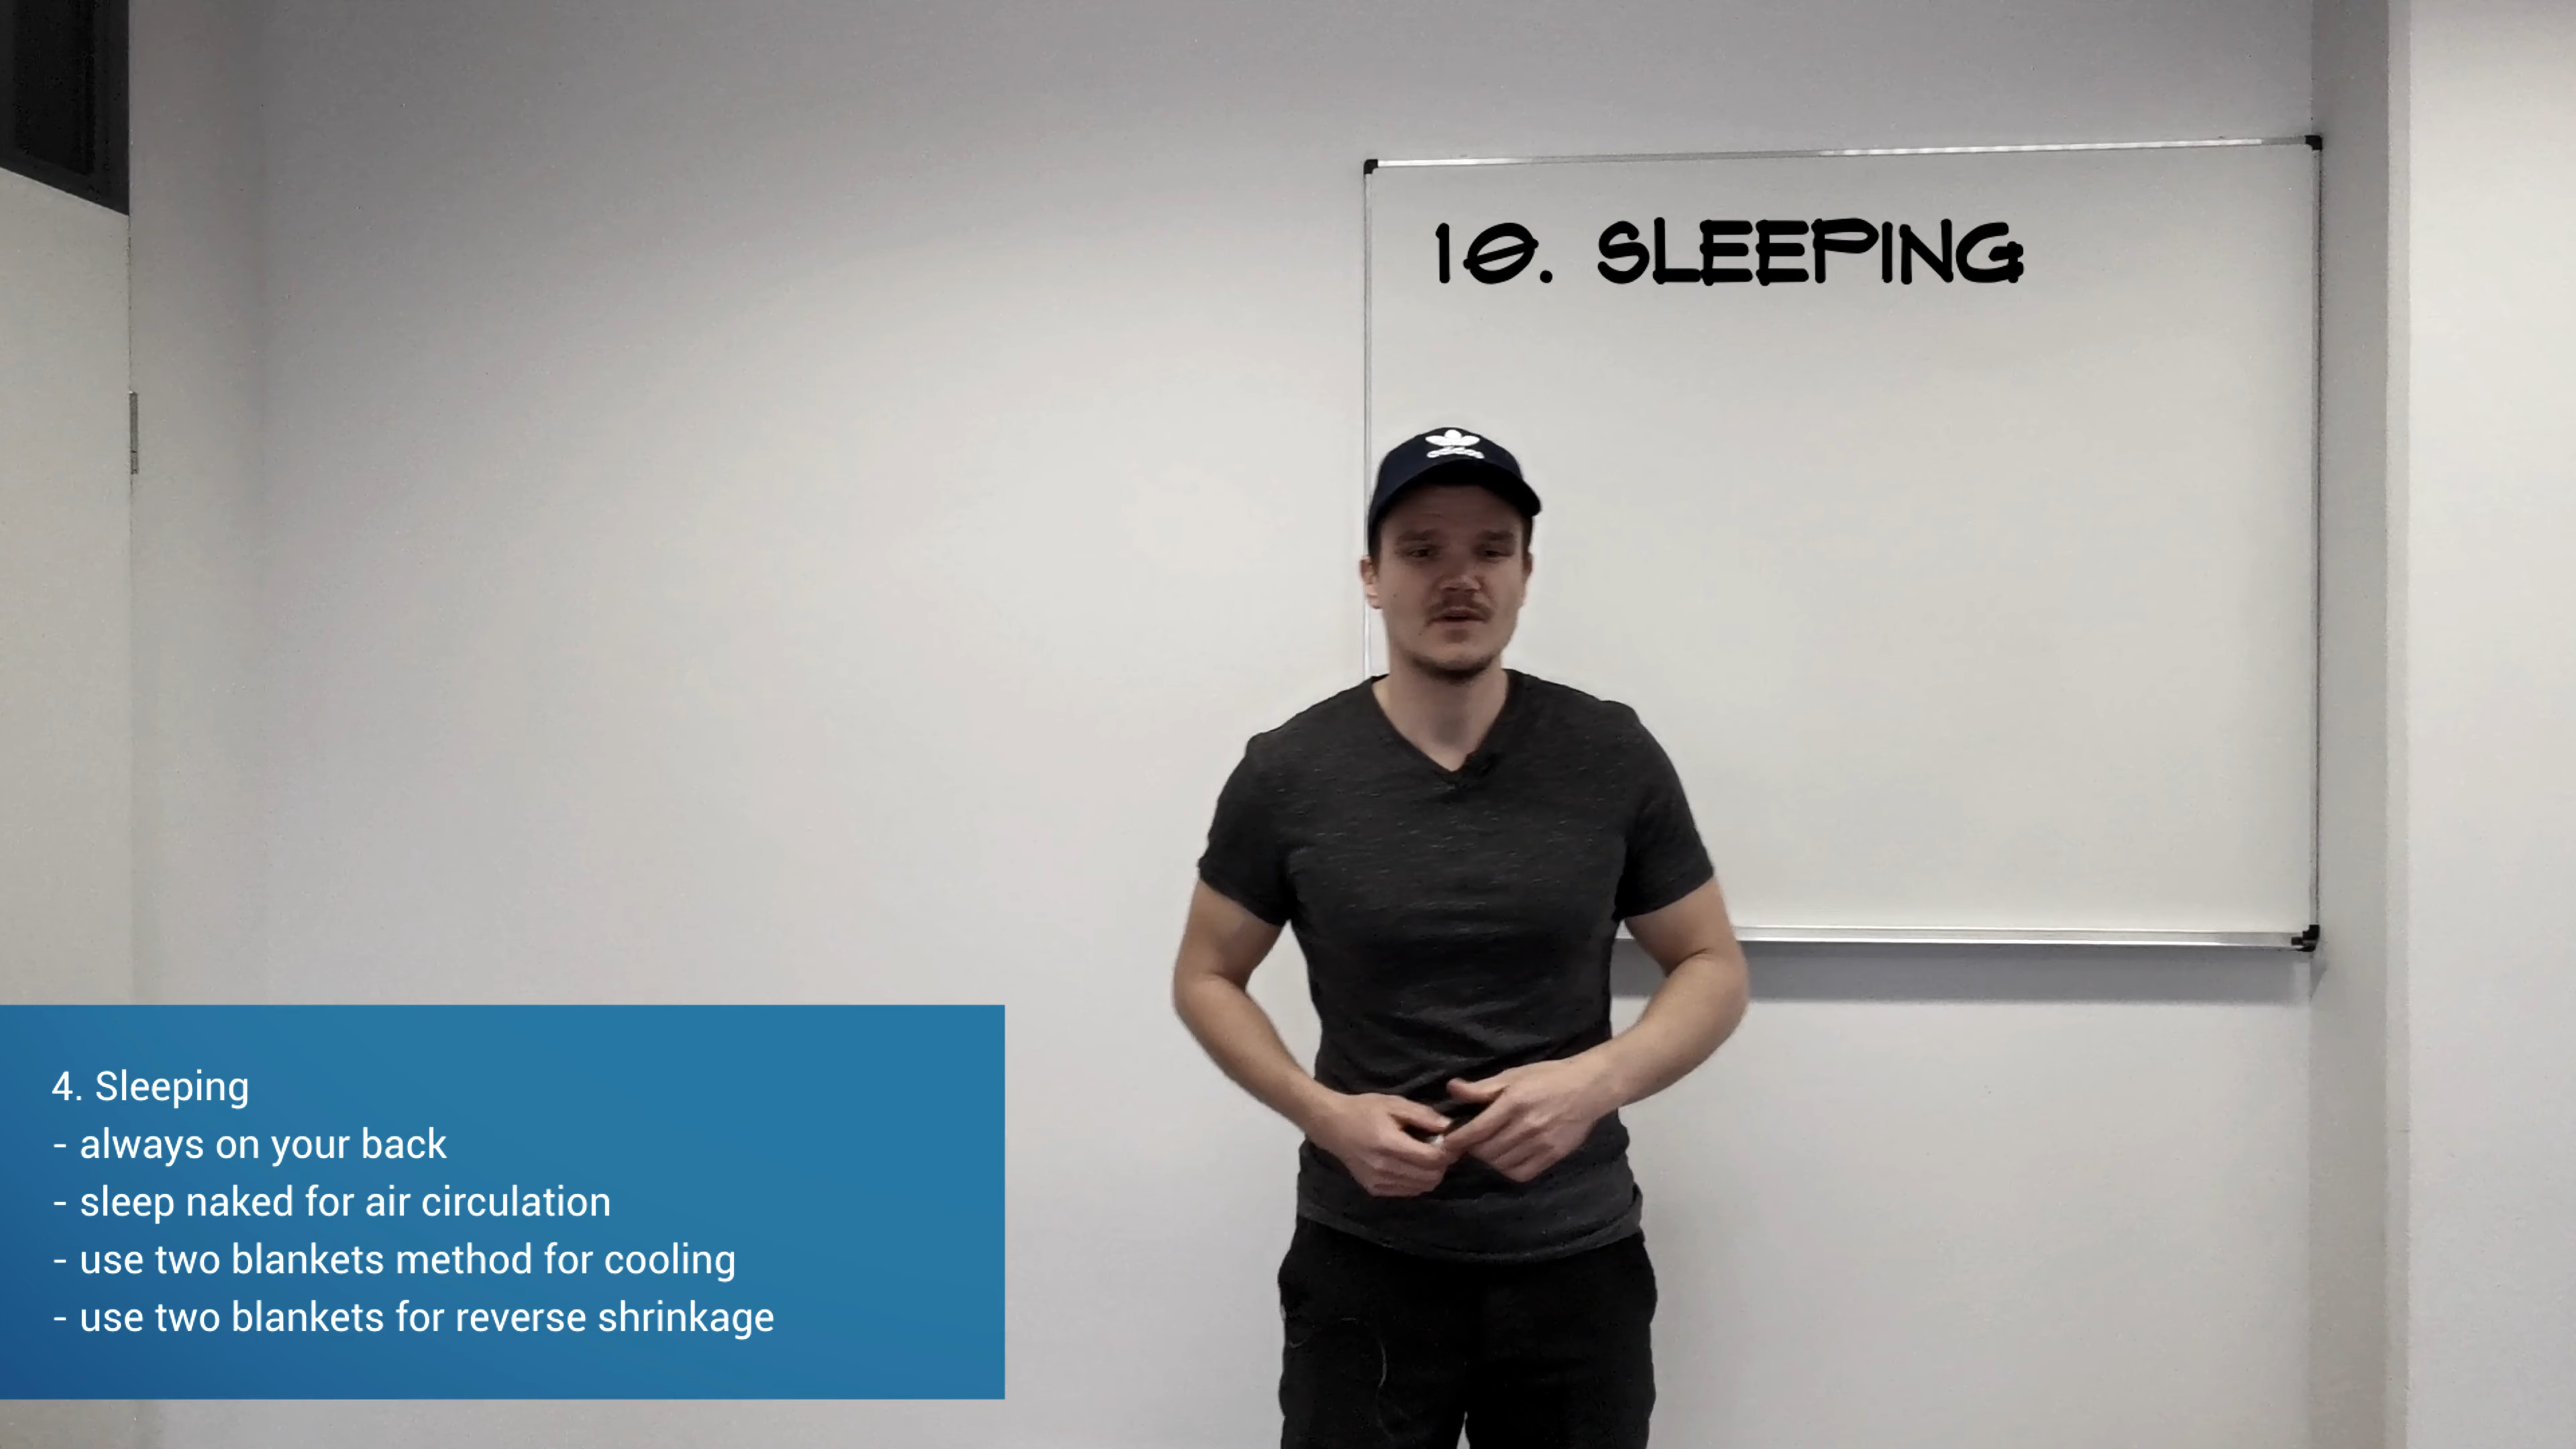 10. SLEEPING
adidas
4. Sleeping
- always on your back
- sleep naked for air circulation
- use two blankets method for cooling
- use two blankets for reverse shrinkage